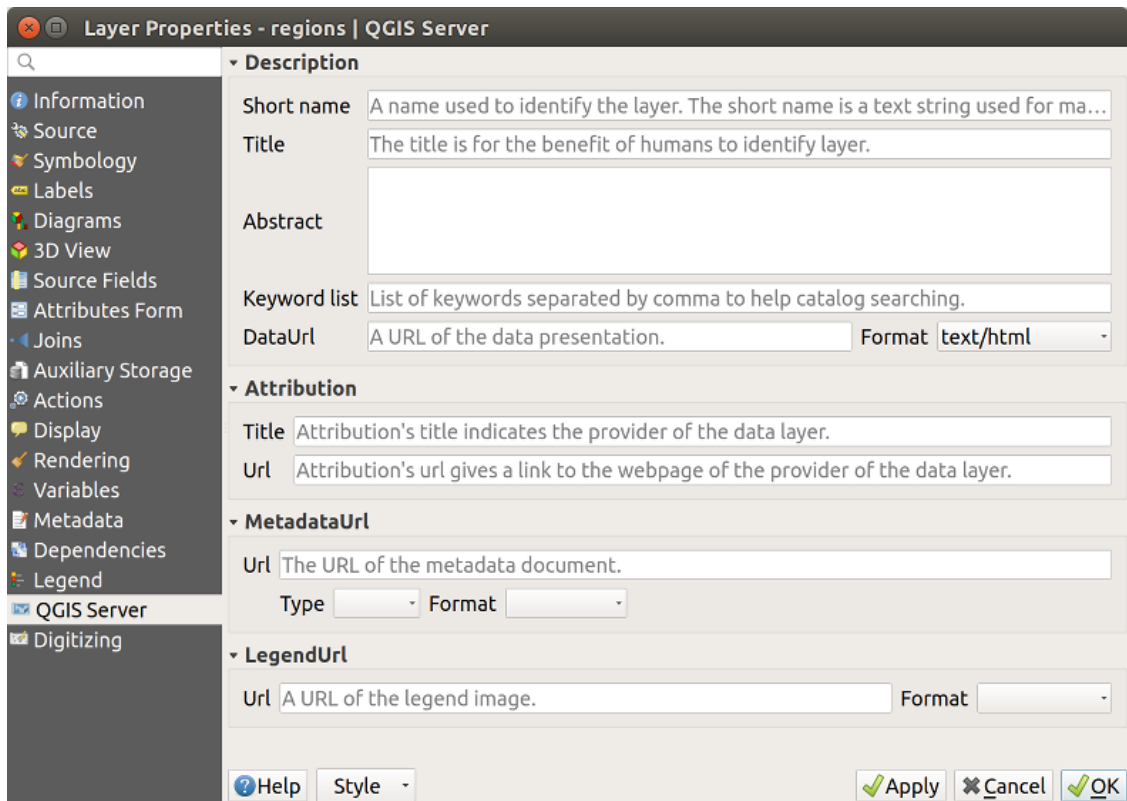 Layer Properties - regions | QGIS Server
Information
Source
Symbology
Labels
Diagrams
3D View
Source Fields
Attributes Form
Joins
Auxiliary Storage
Actions
Display
Rendering
Variables
Metadata
Dependencies
Legend
QGIS Server
Digitizing
Description
Short name A name used to identify the layer. The short name is a text string used for ma...
Title The title is for the benefit of humans to identify layer.
Abstract
Keyword list List of keywords separated by comma to help catalog searching.
DataUrl A URL of the data presentation. Format text/html
Attribution
Title Attribution's title indicates the provider of the data layer.
Url Attribution's url gives a link to the webpage of the provider of the data layer.
MetadataUrl
Url The URL of the metadata document.
Type Format
LegendUrl
Url A URL of the legend image. Format
Help Style Apply Cancel OK